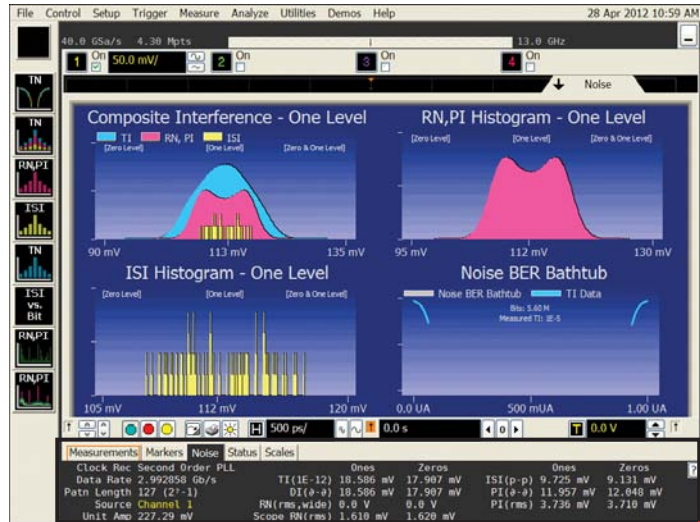 File Control Setup Trigger Measure Analyze Utilities Demos Help 28 Apr 2012 10:59 AM
40.0 GSa/s 4.30 Mpts 13.0 GHz
1 On 50.0 mV/ 2 On 3 On 4 On
Noise
TN
TN
RN,PI
ISI
TN
ISI
vs.
Bit
RN,PI
RN,PI
Composite Interference - One Level
TI RN, PI ISI
[Zero Level] [One Level] [Zero & One Level]
90 mV 113 mV 135 mV
RN,PI Histogram - One Level
[Zero Level] [One Level] [Zero & One Level]
95 mV 112 mV 130 mV
ISI Histogram - One Level
[Zero Level] [One Level] [Zero & One Level]
105 mV 112 mV 120 mV
Noise BER Bathtub
Noise BER Bathtub TI Data
Bits: 5.60 M
Measured TI: 1E-5
0.0 UA 500 mUA 1.00 UA
H 500 ps/ 0.0 s 0 T 0.0 V
Measurements Markers Noise Status Scales
Ones Zeros Ones Zeros ?
Clock Rec Second Order PLL
Data Rate 2.992858 Gb/s TI(1E-12) 18.586 mV 17.907 mV ISI(p-p) 9.725 mV 9.131 mV
Patn Length 127 (2⁷-1) DI(∂-∂) 18.586 mV 17.907 mV PI(∂-∂) 11.957 mV 12.048 mV
Source Channel 1 RN(rms,wide) 0.0 V 0.0 V PI(rms) 3.736 mV 3.710 mV
Unit Amp 227.29 mV Scope RN(rms) 1.610 mV 1.620 mV